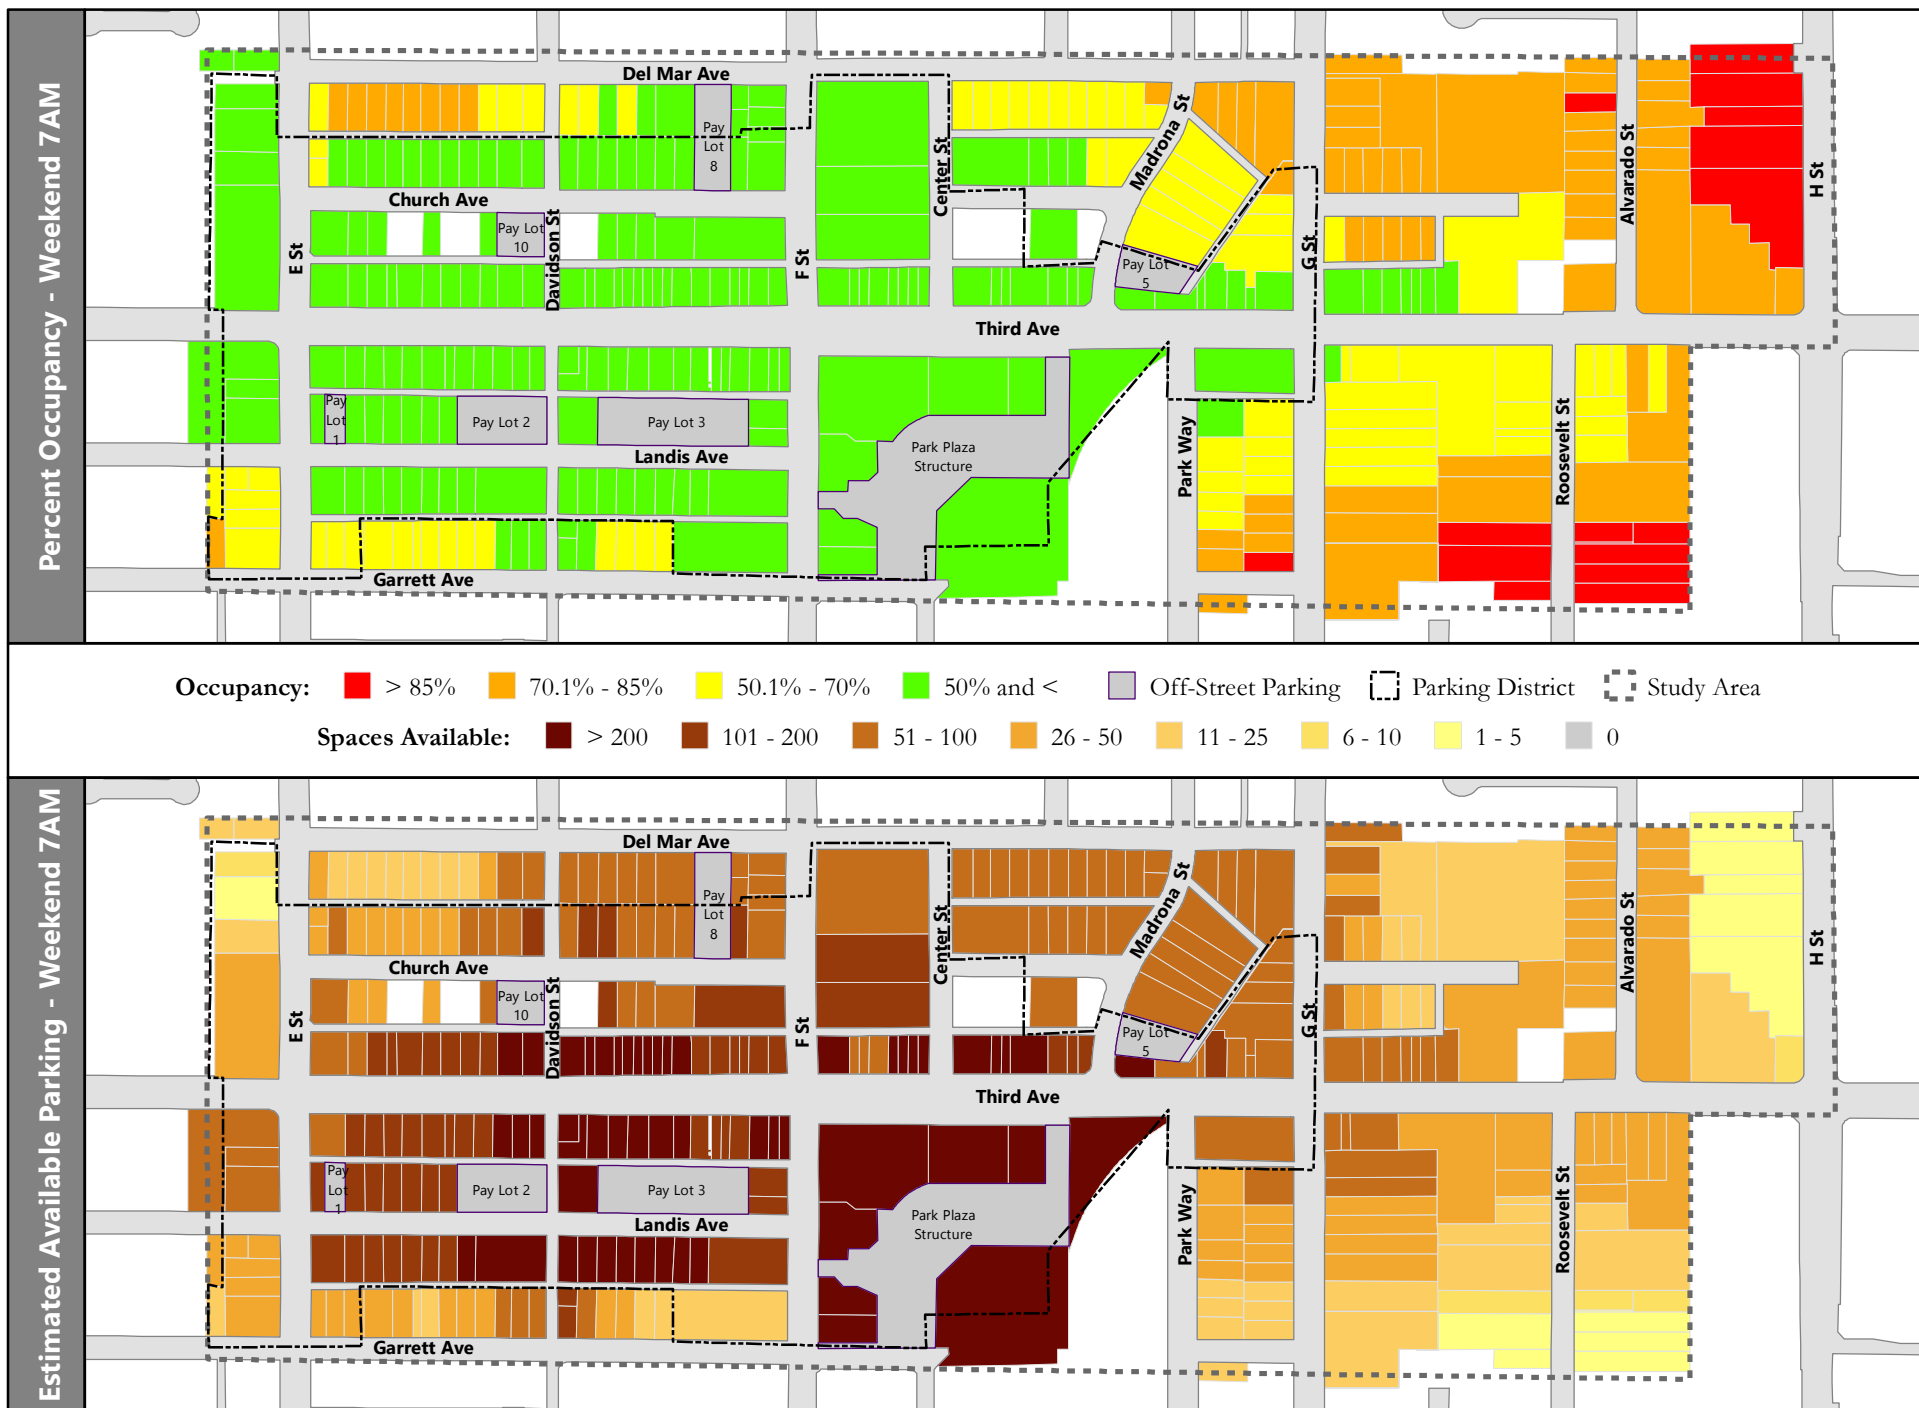 Percent Occupancy - Weekend 7AM
Del Mar Ave
Pay
Lot
8
Madrona St
Center St
Alvarado St
H St
Church Ave
Pay Lot
10
Davidson St
E St
F St
G St
Pay Lot
5
Third Ave
Pay
Lot
1
Pay Lot 2
Pay Lot 3
Landis Ave
Park Plaza
Structure
Park Way
Roosevelt St
Garrett Ave
Occupancy: > 85% 70.1% - 85% 50.1% - 70% 50% and < Off-Street Parking Parking District Study Area
Spaces Available: > 200 101 - 200 51 - 100 26 - 50 11 - 25 6 - 10 1 - 5 0
Estimated Available Parking - Weekend 7AM
Del Mar Ave
Pay
Lot
8
Madrona St
Center St
Alvarado St
H St
Church Ave
Pay Lot
10
Davidson St
E St
F St
G St
Pay Lot
5
Third Ave
Pay
Lot
1
Pay Lot 2
Pay Lot 3
Landis Ave
Park Plaza
Structure
Park Way
Roosevelt St
Garrett Ave